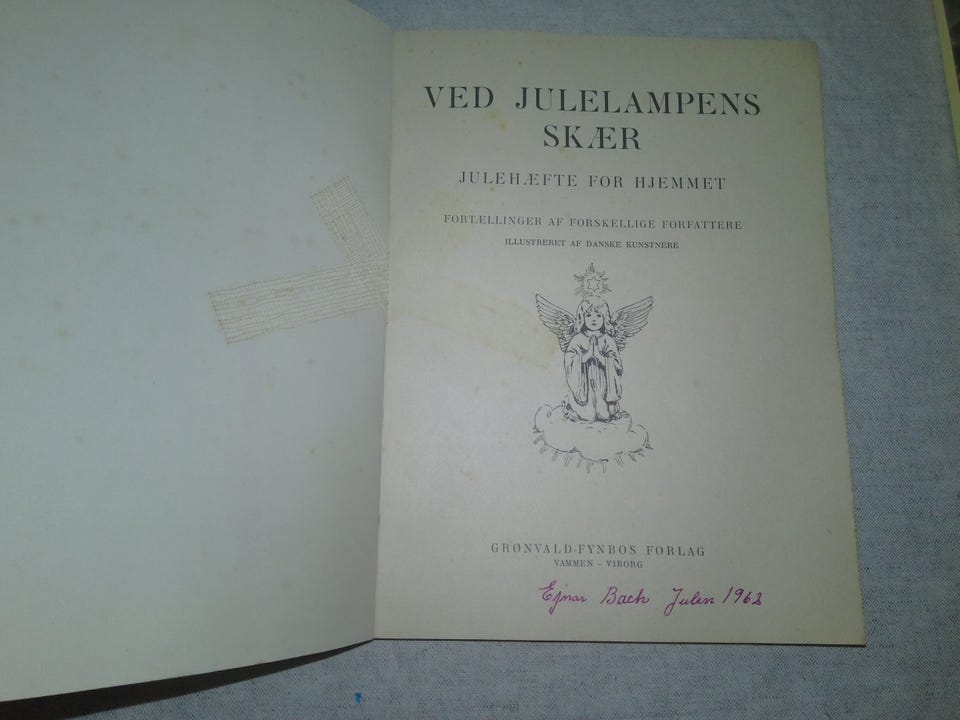 VED JULELAMPENS
SKÆR
JULEHÆFTE FOR HJEMMET
FORTÆLLINGER AF FORSKELLIGE FORFATTERE
ILLUSTRERET AF DANSKE KUNSTNERE
GRØNVALD-FYNBOS FORLAG
VAMMEN – VIBORG
Ejnar Bach Julen 1962